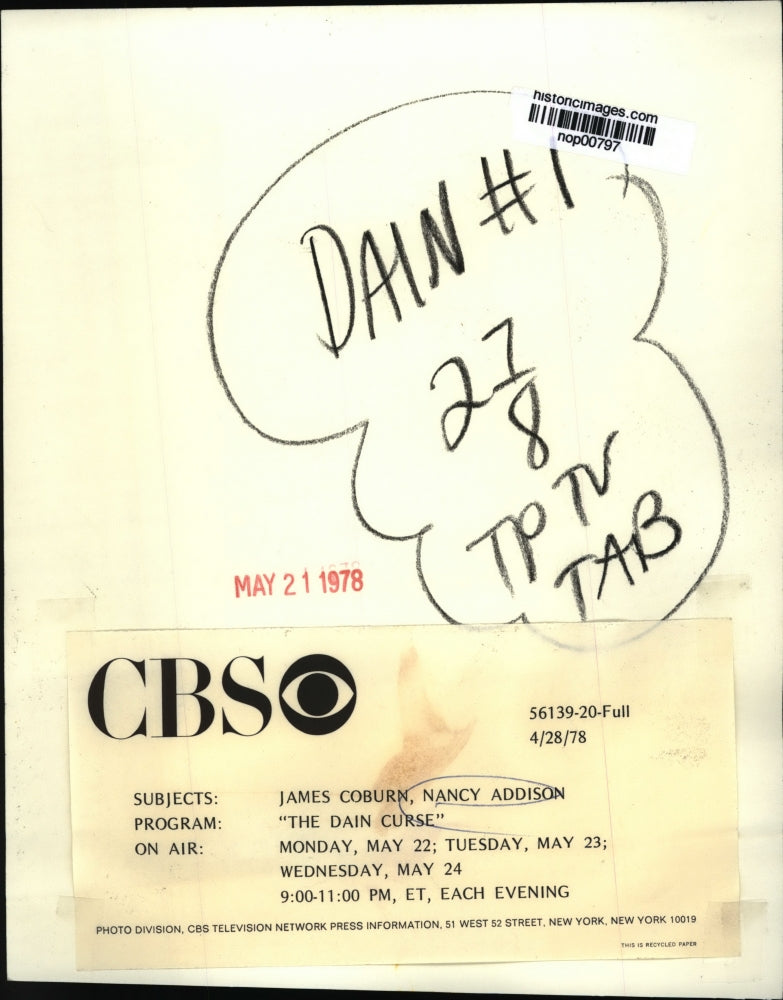 historicimages.com
nop00797
DAIN #1
27
8
TP TV
TAB
MAY 21 1978
CBS
56139-20-Full
4/28/78
SUBJECTS: JAMES COBURN, NANCY ADDISON
PROGRAM: "THE DAIN CURSE"
ON AIR: MONDAY, MAY 22; TUESDAY, MAY 23;
WEDNESDAY, MAY 24
9:00-11:00 PM, ET, EACH EVENING
PHOTO DIVISION, CBS TELEVISION NETWORK PRESS INFORMATION, 51 WEST 52 STREET, NEW YORK, NEW YORK 10019
THIS IS RECYCLED PAPER